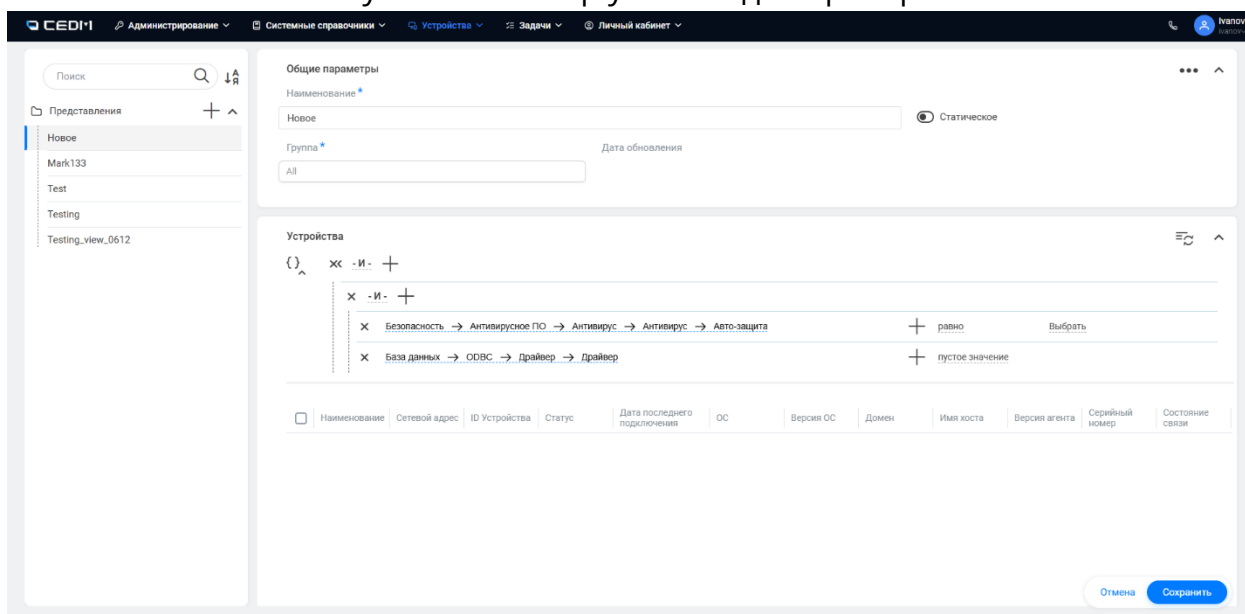 CEDM Администрирование Системные справочники Устройства Задачи Личный кабинет Ivanov
Поиск
Представления
Новое
Mark133
Test
Testing
Testing_view_0612
Общие параметры
Наименование *
Новое
Статическое
Группа * Дата обновления
All
Устройства
{ } - И -
- И -
Безопасность → Антивирусное ПО → Антивирус → Антивирус → Авто-защита равно Выбрать
База данных → ODBC → Драйвер → Драйвер пустое значение
Наименование Сетевой адрес ID Устройства Статус Дата последнего подключения ОС Версия ОС Домен Имя хоста Версия агента Серийный номер Состояние связи
Отмена Сохранить